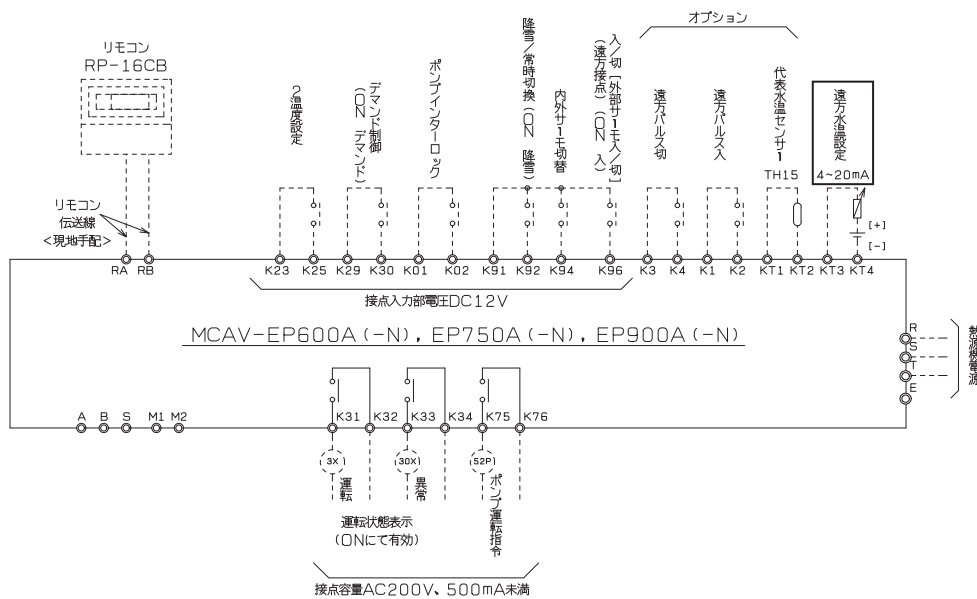 オプション
リモコン
RP-16CB
2温度設定
デマンド制御
(ON デマンド)
ポンプインターロック
降雪/常時切換(ON 降雪)
内外サーモ切替
入/切[外部サーモ入/切]
(遠方接点)(ON 入)
遠方パルス切
遠方パルス入
代表水温センサ1
TH15
遠方水温設定
4~20mA
[+]
[-]
リモコン
伝送線
<現地手配>
RA RB K23 K25 K29 K30 K01 K02 K91 K92 K94 K96 K3 K4 K1 K2 KT1 KT2 KT3 KT4
接点入力部電圧DC12V
MCAV-EP600A(-N), EP750A(-N), EP900A(-N)
R
S
T
E
熱源機電源
A B S M1 M2
K31 K32 K33 K34 K75 K76
3X1
30X1
52P1
運転
異常
ポンプ運転指令
運転状態表示
(ONにて有効)
接点容量AC200V、500mA未満